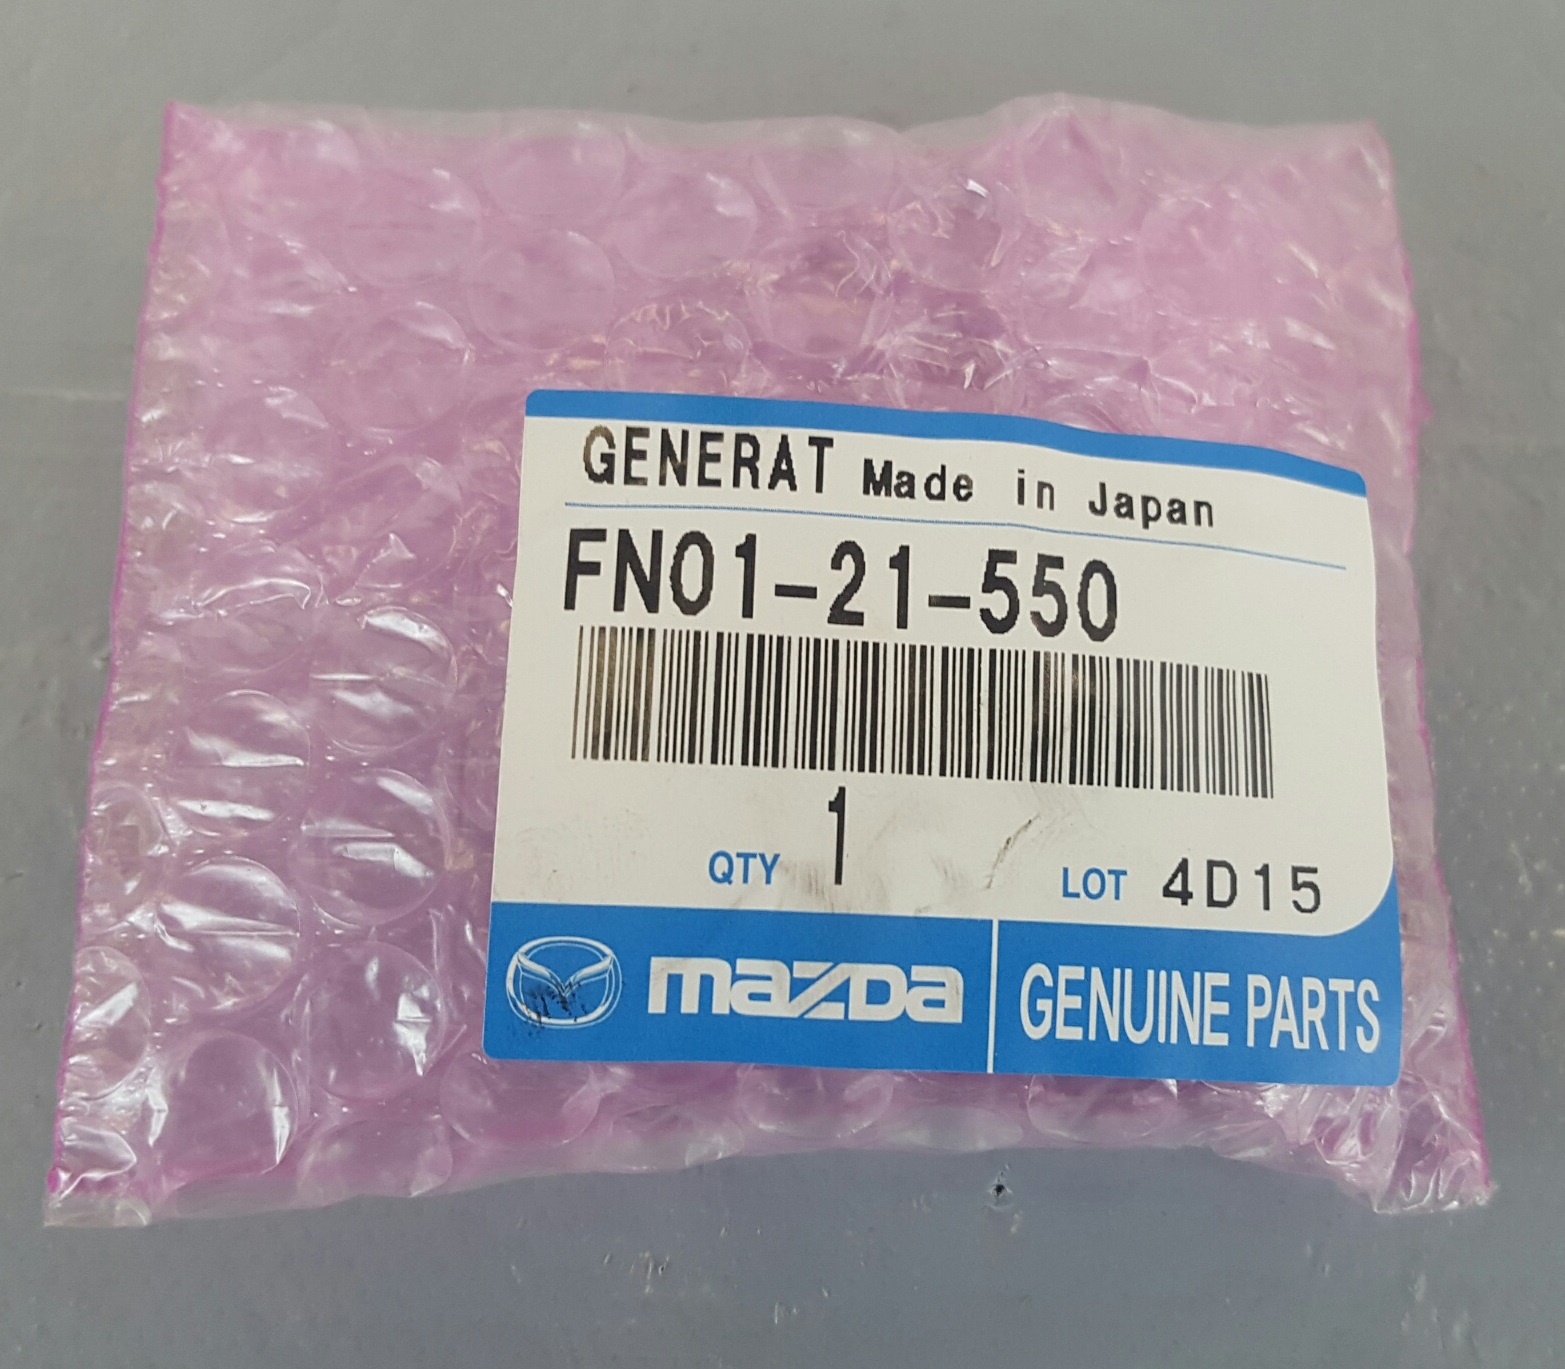 GENERAT Made in Japan
FN01-21-550
QTY 1 LOT 4D15
mazDa GENUINE PARTS